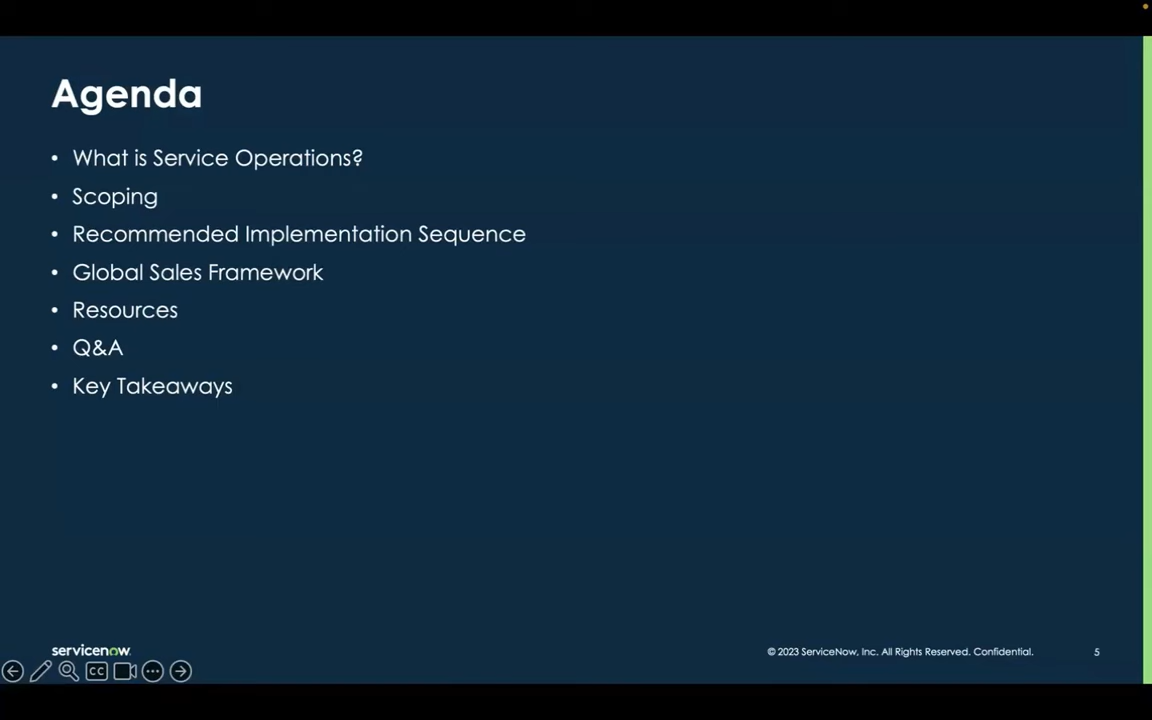 Agenda
• What is Service Operations?
• Scoping
• Recommended Implementation Sequence
• Global Sales Framework
• Resources
• Q&A
• Key Takeaways
servicenow
© 2023 ServiceNow, Inc. All Rights Reserved. Confidential.
5
CC